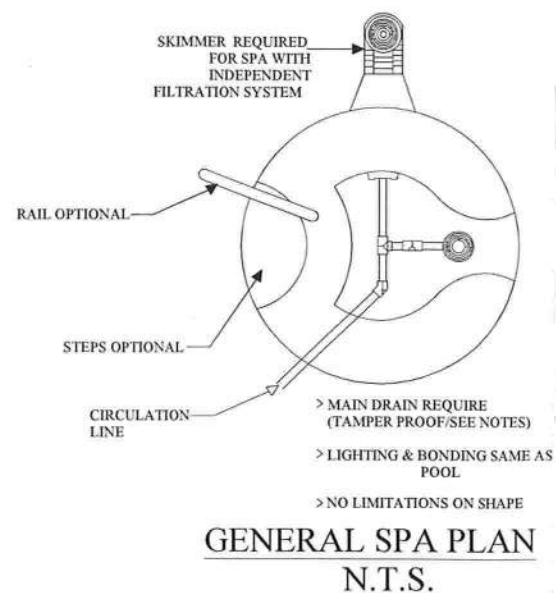 SKIMMER REQUIRED
FOR SPA WITH
INDEPENDENT
FILTRATION SYSTEM
RAIL OPTIONAL
STEPS OPTIONAL
CIRCULATION
LINE
> MAIN DRAIN REQUIRE
(TAMPER PROOF/SEE NOTES)
> LIGHTING & BONDING SAME AS
POOL
> NO LIMITATIONS ON SHAPE
GENERAL SPA PLAN
N.T.S.